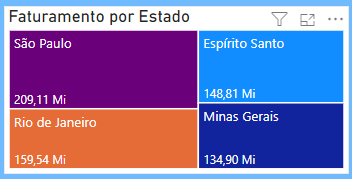 Faturamento por Estado
São Paulo
209,11 Mi
Rio de Janeiro
159,54 Mi
Espírito Santo
148,81 Mi
Minas Gerais
134,90 Mi